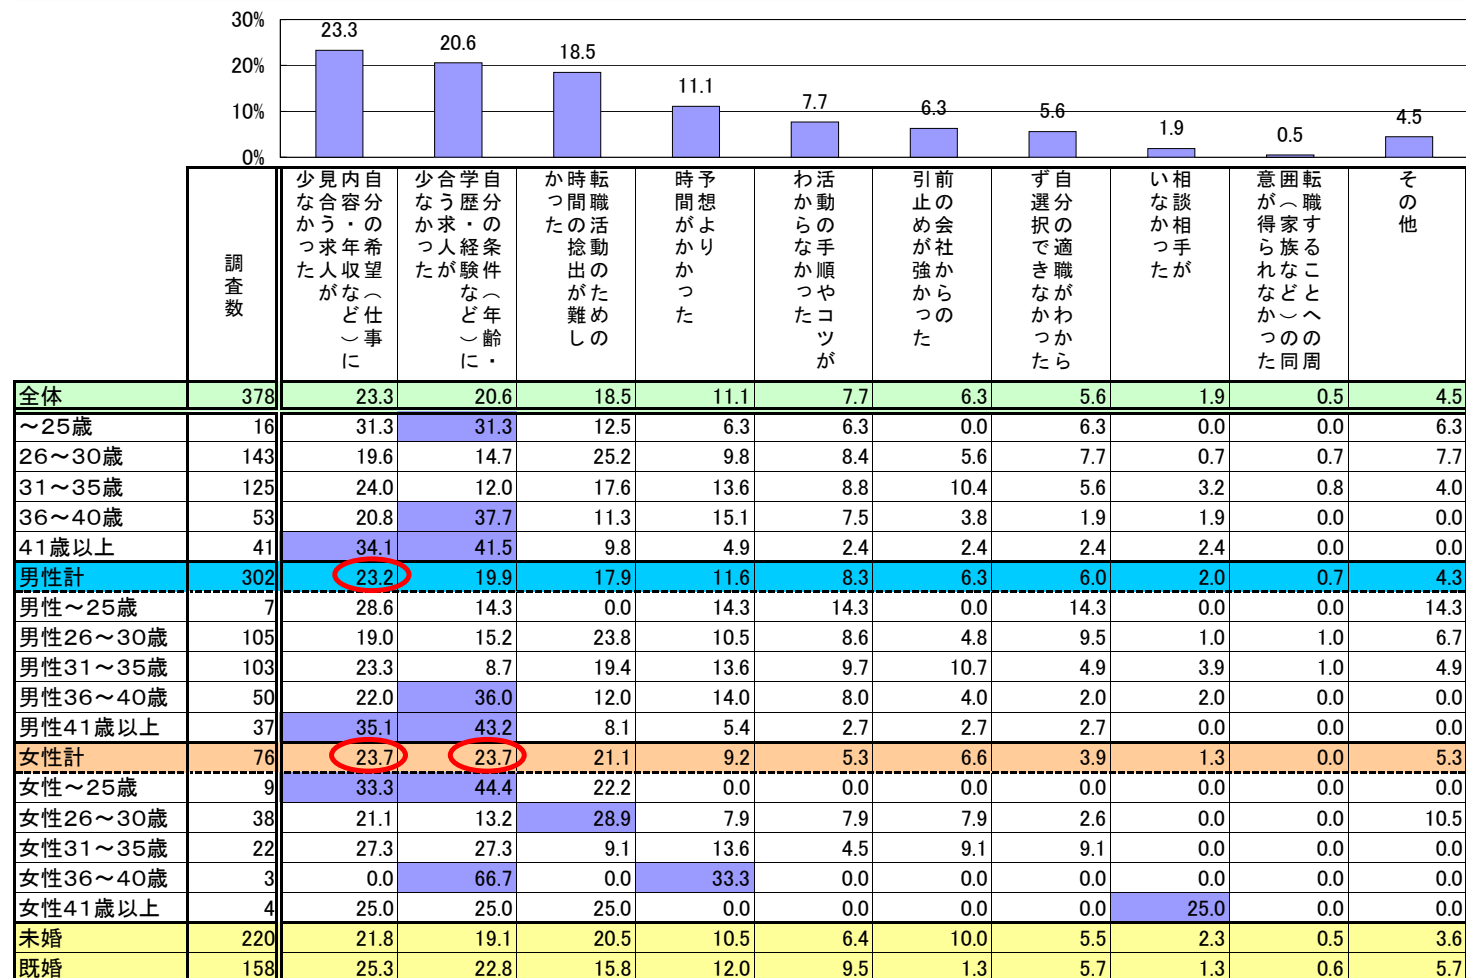 30%
20%
10%
0%
23.3
20.6
18.5
11.1
7.7
6.3
5.6
1.9
0.5
4.5
調査数
自分の希望(仕事
内容・年収など)に
見合う求人が
少なかった
自分の条件(年齢・
学歴・経験など)に
合う求人が
少なかった
転職活動のための
時間の捻出が難し
かった
予想より
時間がかかった
活動の手順やコツが
わからなかった
前の会社からの
引止めが強かった
自分の適職がわから
ず選択できなかった
相談相手が
いなかった
転職することへの周
囲(家族など)の同
意が得られなかった
その他
全体 378 23.3 20.6 18.5 11.1 7.7 6.3 5.6 1.9 0.5 4.5
~25歳 16 31.3 31.3 12.5 6.3 6.3 0.0 6.3 0.0 0.0 6.3
26~30歳 143 19.6 14.7 25.2 9.8 8.4 5.6 7.7 0.7 0.7 7.7
31~35歳 125 24.0 12.0 17.6 13.6 8.8 10.4 5.6 3.2 0.8 4.0
36~40歳 53 20.8 37.7 11.3 15.1 7.5 3.8 1.9 1.9 0.0 0.0
41歳以上 41 34.1 41.5 9.8 4.9 2.4 2.4 2.4 2.4 0.0 0.0
男性計 302 23.2 19.9 17.9 11.6 8.3 6.3 6.0 2.0 0.7 4.3
男性~25歳 7 28.6 14.3 0.0 14.3 14.3 0.0 14.3 0.0 0.0 14.3
男性26~30歳 105 19.0 15.2 23.8 10.5 8.6 4.8 9.5 1.0 1.0 6.7
男性31~35歳 103 23.3 8.7 19.4 13.6 9.7 10.7 4.9 3.9 1.0 4.9
男性36~40歳 50 22.0 36.0 12.0 14.0 8.0 4.0 2.0 2.0 0.0 0.0
男性41歳以上 37 35.1 43.2 8.1 5.4 2.7 2.7 2.7 0.0 0.0 0.0
女性計 76 23.7 23.7 21.1 9.2 5.3 6.6 3.9 1.3 0.0 5.3
女性~25歳 9 33.3 44.4 22.2 0.0 0.0 0.0 0.0 0.0 0.0 0.0
女性26~30歳 38 21.1 13.2 28.9 7.9 7.9 7.9 2.6 0.0 0.0 10.5
女性31~35歳 22 27.3 27.3 9.1 13.6 4.5 9.1 9.1 0.0 0.0 0.0
女性36~40歳 3 0.0 66.7 0.0 33.3 0.0 0.0 0.0 0.0 0.0 0.0
女性41歳以上 4 25.0 25.0 25.0 0.0 0.0 0.0 0.0 25.0 0.0 0.0
未婚 220 21.8 19.1 20.5 10.5 6.4 10.0 5.5 2.3 0.5 3.6
既婚 158 25.3 22.8 15.8 12.0 9.5 1.3 5.7 1.3 0.6 5.7